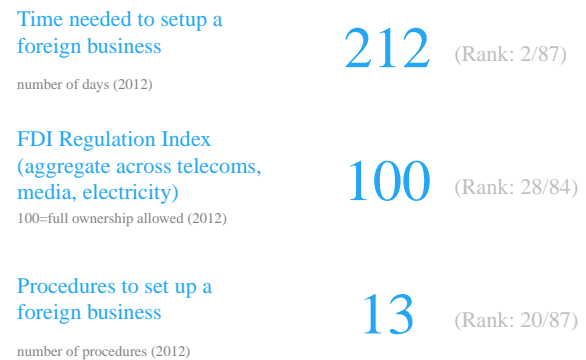 Time needed to setup a
foreign business
number of days (2012)
212 (Rank: 2/87)
FDI Regulation Index
(aggregate across telecoms,
media, electricity)
100=full ownership allowed (2012)
100 (Rank: 28/84)
Procedures to set up a
foreign business
number of procedures (2012)
13 (Rank: 20/87)